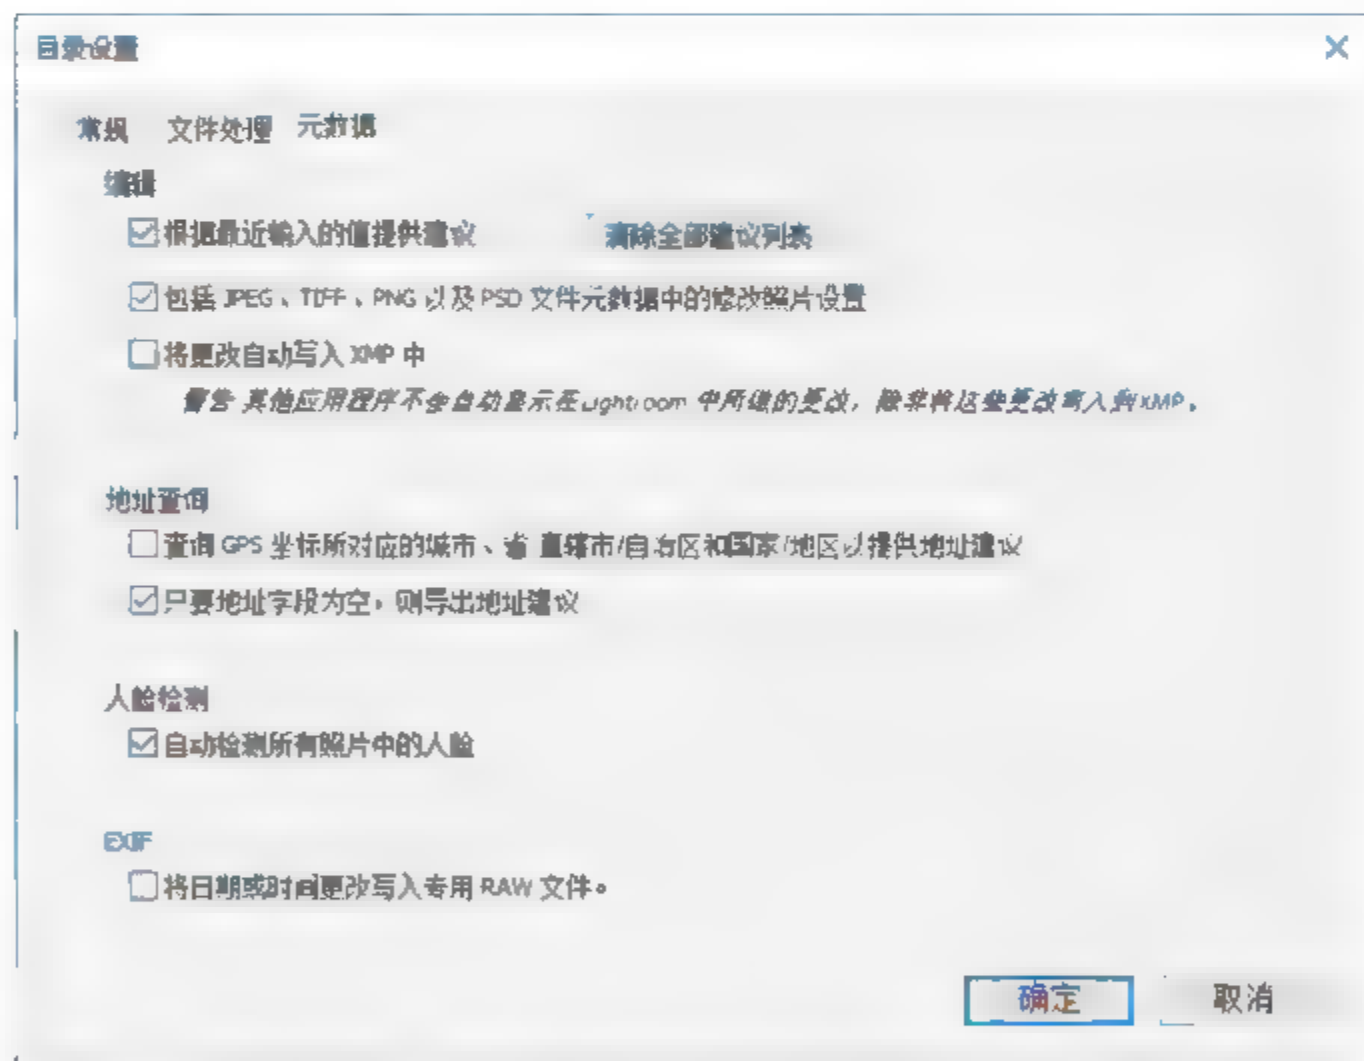 目录设置
常规 文件处理 元数据
编辑
根据最近输入的值提供建议 清除全部建议列表
包括 JPEG、TIFF、PNG 以及 PSD 文件元数据中的修改照片设置
将更改自动写入 XMP 中
警告 其他应用程序不会自动显示在 Lightroom 中所做的更改，除非将这些更改写入到 XMP。
地址查询
查询 GPS 坐标所对应的城市、省 直辖市/自治区和国家/地区以提供地址建议
只要地址字段为空，则导出地址建议
人脸检测
自动检测所有照片中的人脸
EXIF
将日期或时间更改写入专用 RAW 文件。
确定 取消